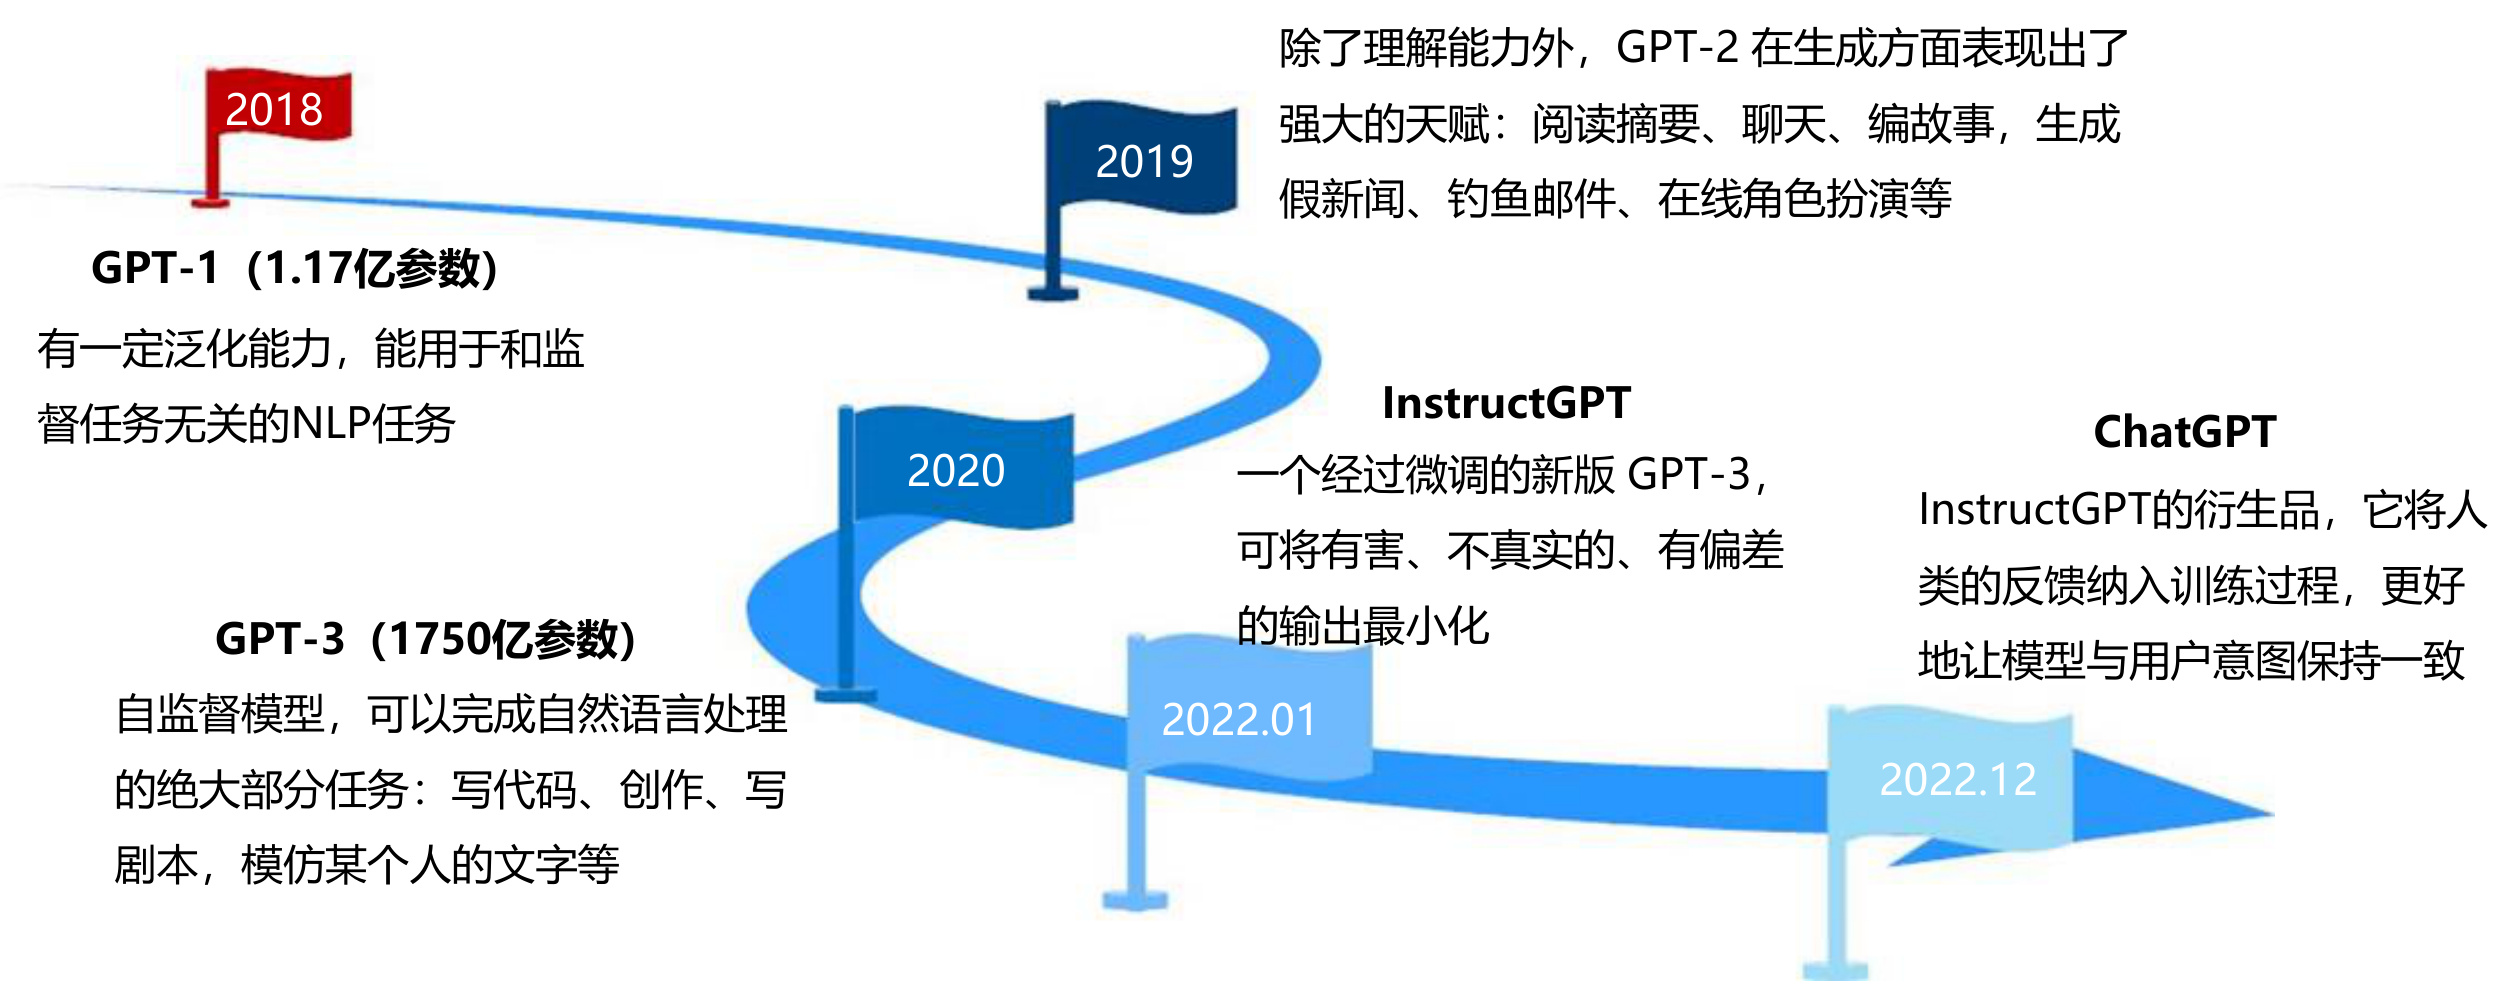 2018
GPT-1（1.17亿参数）
有一定泛化能力，能用于和监
督任务无关的NLP任务
2019
除了理解能力外，GPT-2 在生成方面表现出了
强大的天赋：阅读摘要、聊天、编故事，生成
假新闻、钓鱼邮件、在线角色扮演等
2020
GPT-3（1750亿参数）
自监督模型，可以完成自然语言处理
的绝大部分任务：写代码、创作、写
剧本，模仿某个人的文字等
InstructGPT
一个经过微调的新版 GPT-3，
可将有害、不真实的、有偏差
的输出最小化
2022.01
ChatGPT
InstructGPT的衍生品，它将人
类的反馈纳入训练过程，更好
地让模型与用户意图保持一致
2022.12